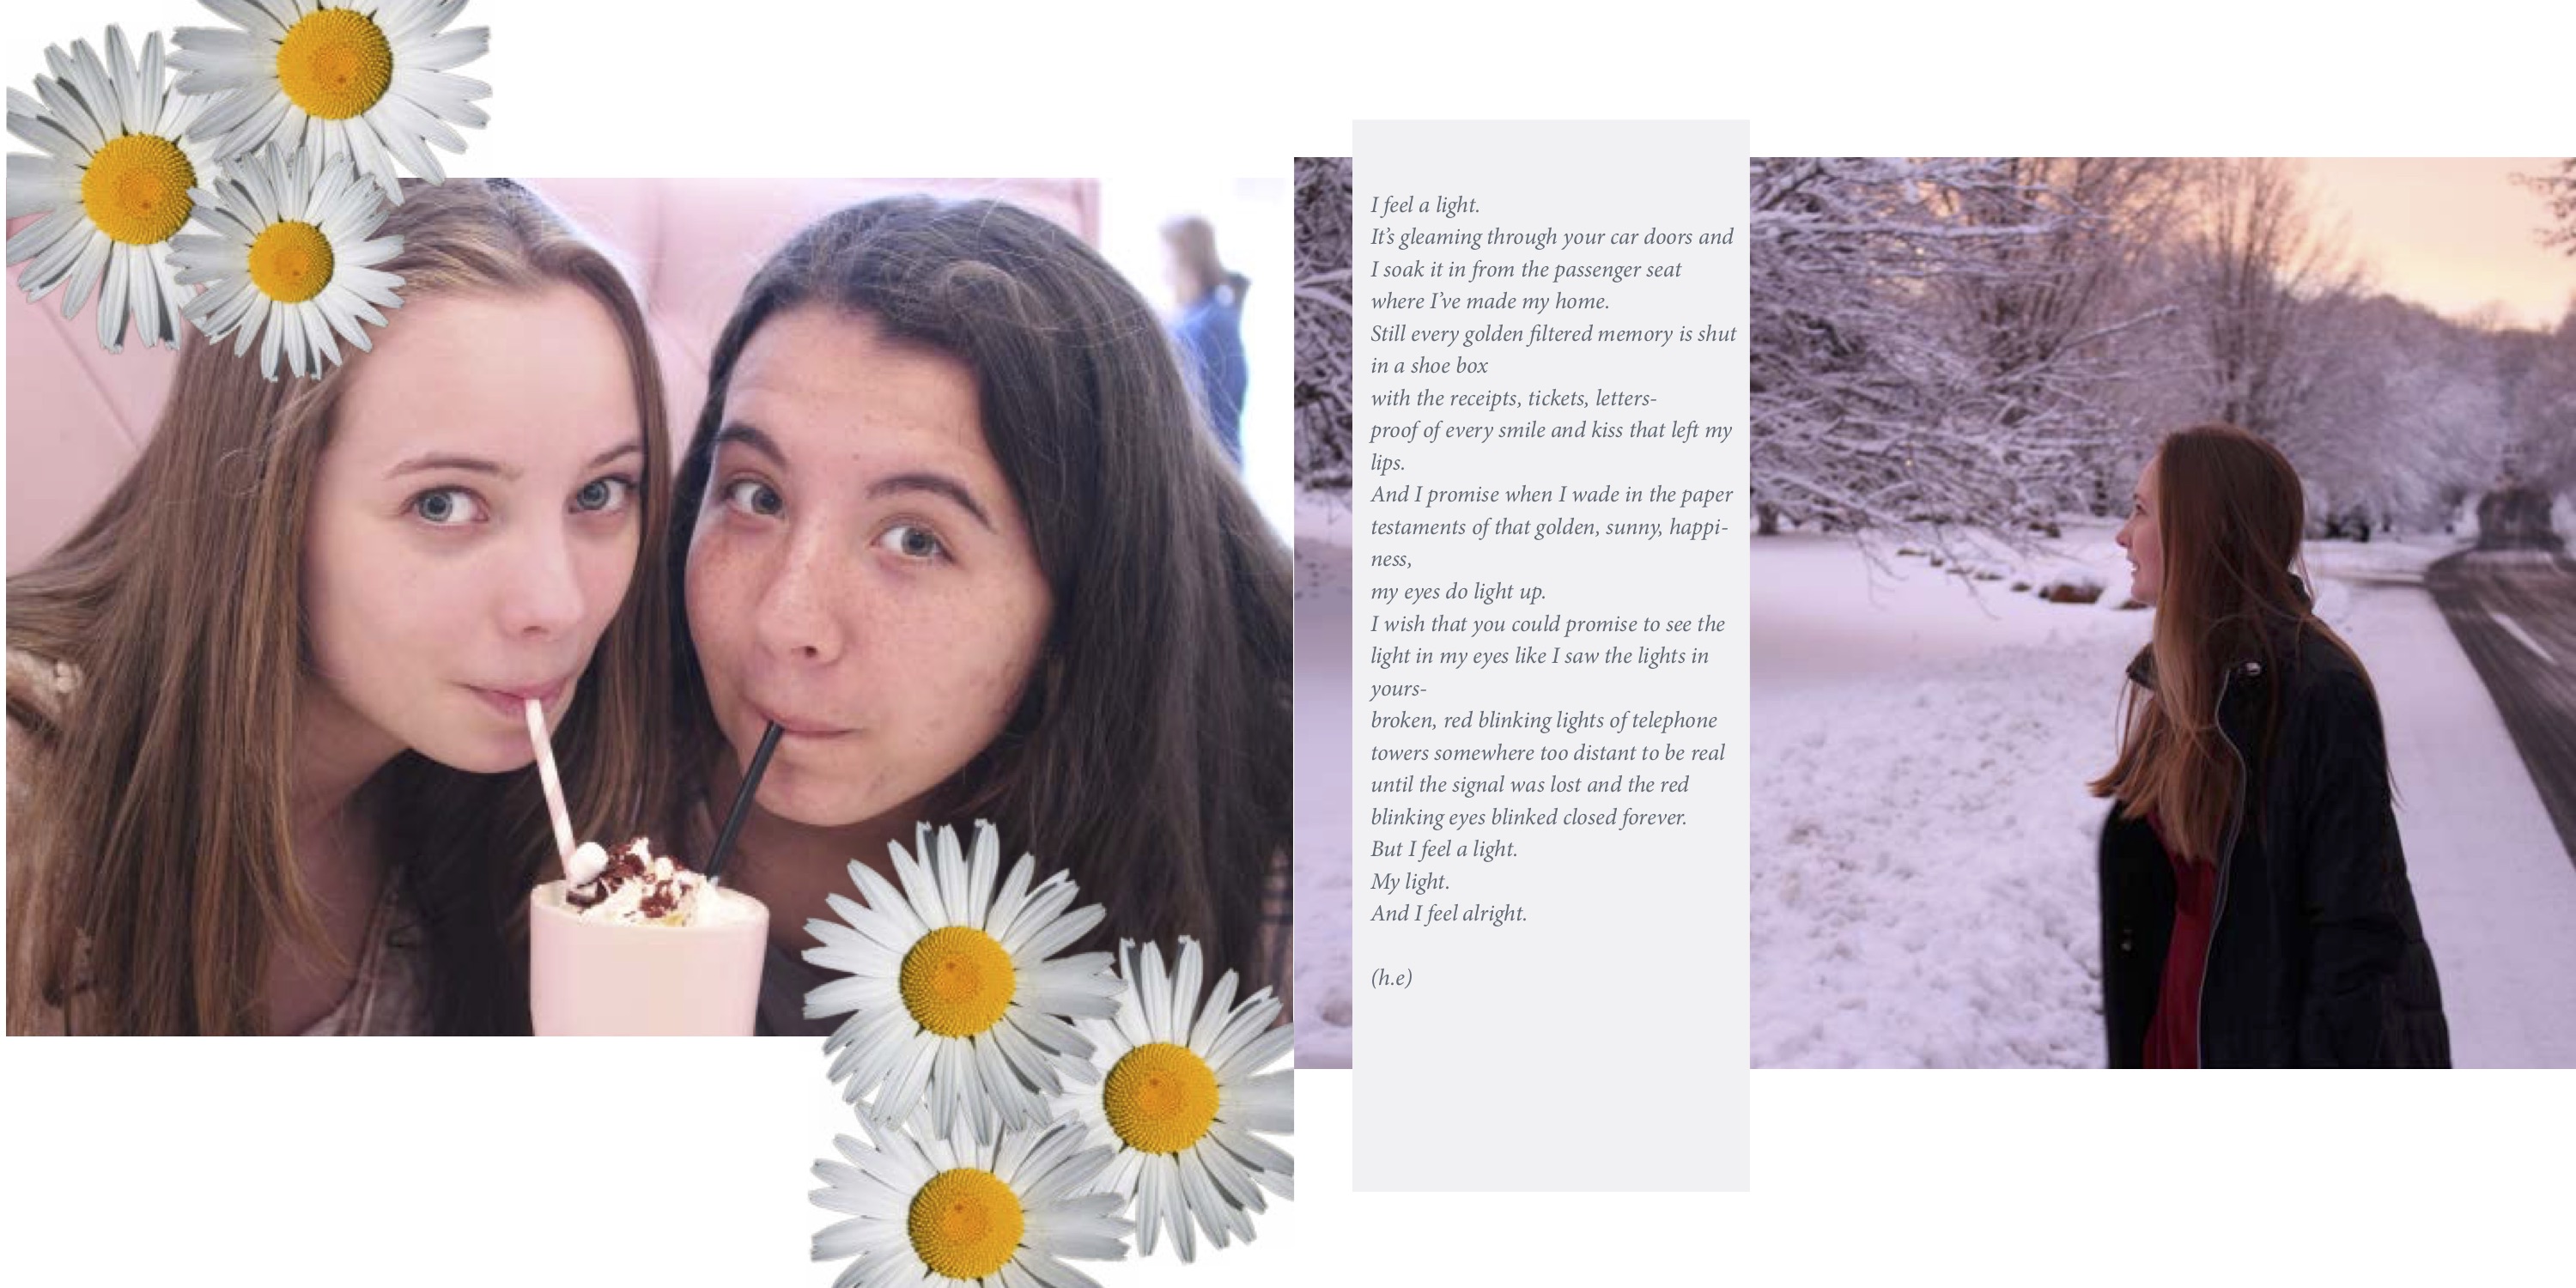 I feel a light.
It's gleaming through your car doors and
I soak it in from the passenger seat
where I've made my home.
Still every golden filtered memory is shut
in a shoe box
with the receipts, tickets, letters-
proof of every smile and kiss that left my
lips.
And I promise when I wade in the paper
testaments of that golden, sunny, happi-
ness,
my eyes do light up.
I wish that you could promise to see the
light in my eyes like I saw the lights in
yours-
broken, red blinking lights of telephone
towers somewhere too distant to be real
until the signal was lost and the red
blinking eyes blinked closed forever.
But I feel a light.
My light.
And I feel alright.
(h.e)